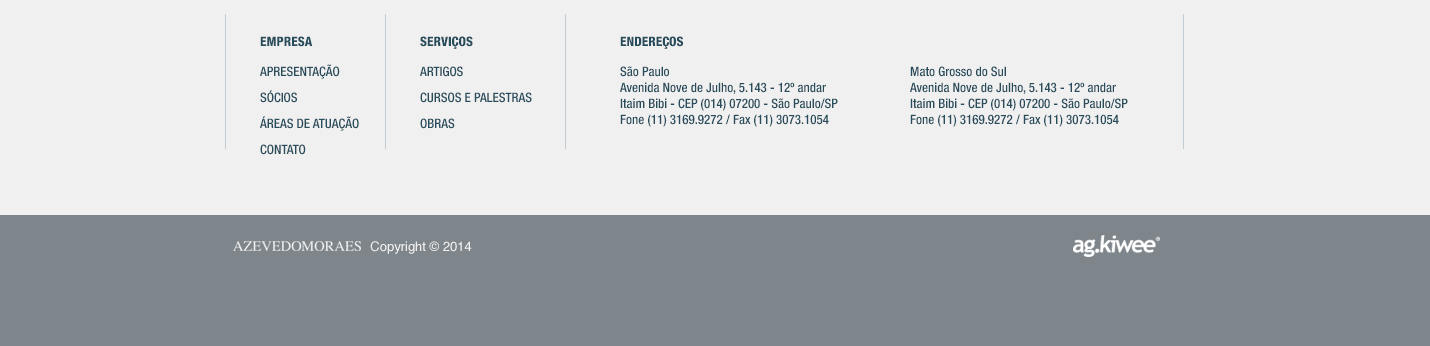 EMPRESA
APRESENTAÇÃO
SÓCIOS
ÁREAS DE ATUAÇÃO
CONTATO
SERVIÇOS
ARTIGOS
CURSOS E PALESTRAS
OBRAS
ENDEREÇOS
São Paulo
Avenida Nove de Julho, 5.143 - 12º andar
Itaim Bibi - CEP (014) 07200 - São Paulo/SP
Fone (11) 3169.9272 / Fax (11) 3073.1054
Mato Grosso do Sul
Avenida Nove de Julho, 5.143 - 12º andar
Itaim Bibi - CEP (014) 07200 - São Paulo/SP
Fone (11) 3169.9272 / Fax (11) 3073.1054
AZEVEDOMORAES Copyright © 2014
ag.kiwee®